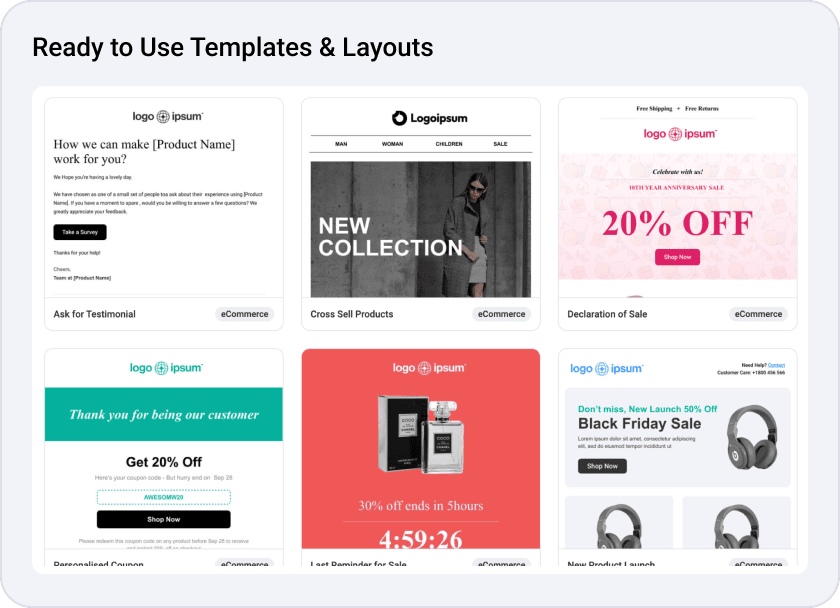 Ready to Use Templates & Layouts
logo ipsum
How we can make [Product Name]
work for you?
We Hope you're having a lovely day.
We have chosen as one of a small set of people toa ask about their experience using [Product
Name]. If you have a moment to spare, would you be willing to answer a few questions? We
greatly appreciate your feedback.
Take a Survey
Thanks for your help!
Cheers,
Team at [Product Name]
Ask for Testimonial
eCommerce
Logoipsum
MAN WOMAN CHILDREN SALE
NEW
COLLECTION
Cross Sell Products
eCommerce
Free Shipping + Free Returns
logo ipsum
Celebrate with us!
10TH YEAR ANNIVERSARY SALE
20% OFF
Shop Now
Declaration of Sale
eCommerce
logo ipsum
Thank you for being our customer
Get 20% Off
Here's your coupon code - But hurry end on Sep 28
AWESOMW20
Shop Now
Please redeem this coupon code on any product before Sep 28 to receive
Personalised Coupon
eCommerce
logo ipsum
COCO
CHANEL
COCO
CHANEL
30% off ends in 5hours
4:59:26
Last Reminder for Sale
eCommerce
logo ipsum
Need Help? Contact
Customer Care: +1800 456 566
Don't miss, New Launch 50% Off
Black Friday Sale
Lorem ipsum dolor sit amet, consectetur adipiscing
elit, sed do eiusmod tempor incididunt ut
Shop Now
New Product Launch
eCommerce